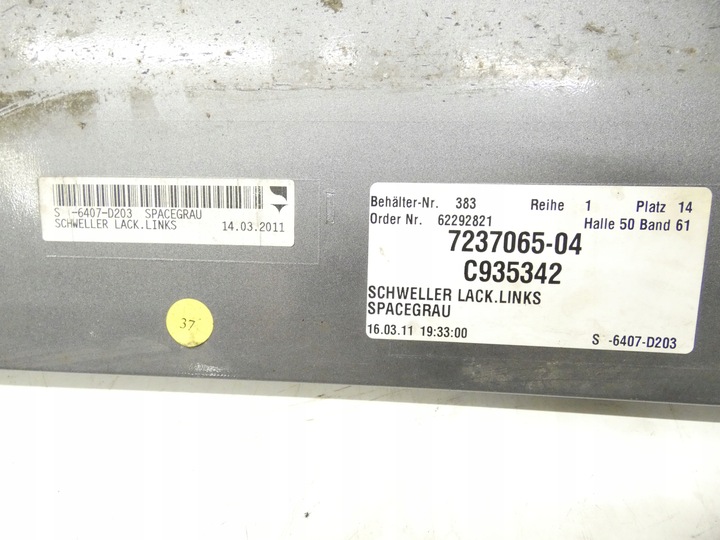 S -6407-D203 SPACEGRAU
SCHWELLER LACK.LINKS 14.03.2011
37
Behälter-Nr. 383 Reihe 1 Platz 14
Order Nr. 62292821 Halle 50 Band 61
7237065-04
C935342
SCHWELLER LACK.LINKS
SPACEGRAU
16.03.11 19:33:00 S -6407-D203